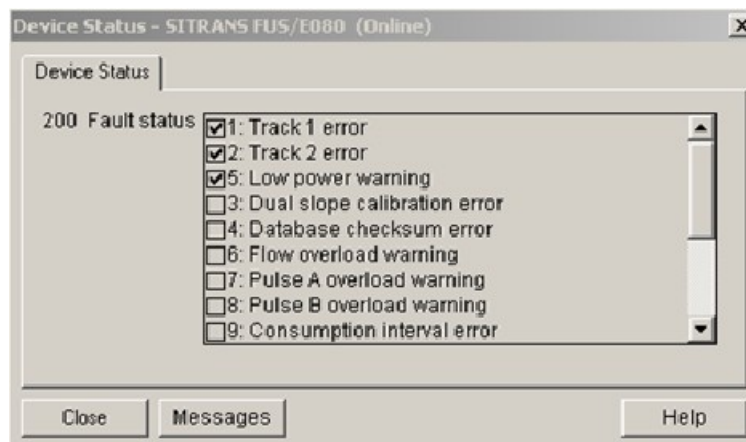 Device Status - SITRANS FUS/E080 (Online)
Device Status
200 Fault status
1: Track 1 error
2: Track 2 error
5: Low power warning
3: Dual slope calibration error
4: Database checksum error
6: Flow overload warning
7: Pulse A overload warning
8: Pulse B overload warning
9: Consumption interval error
Close
Messages
Help